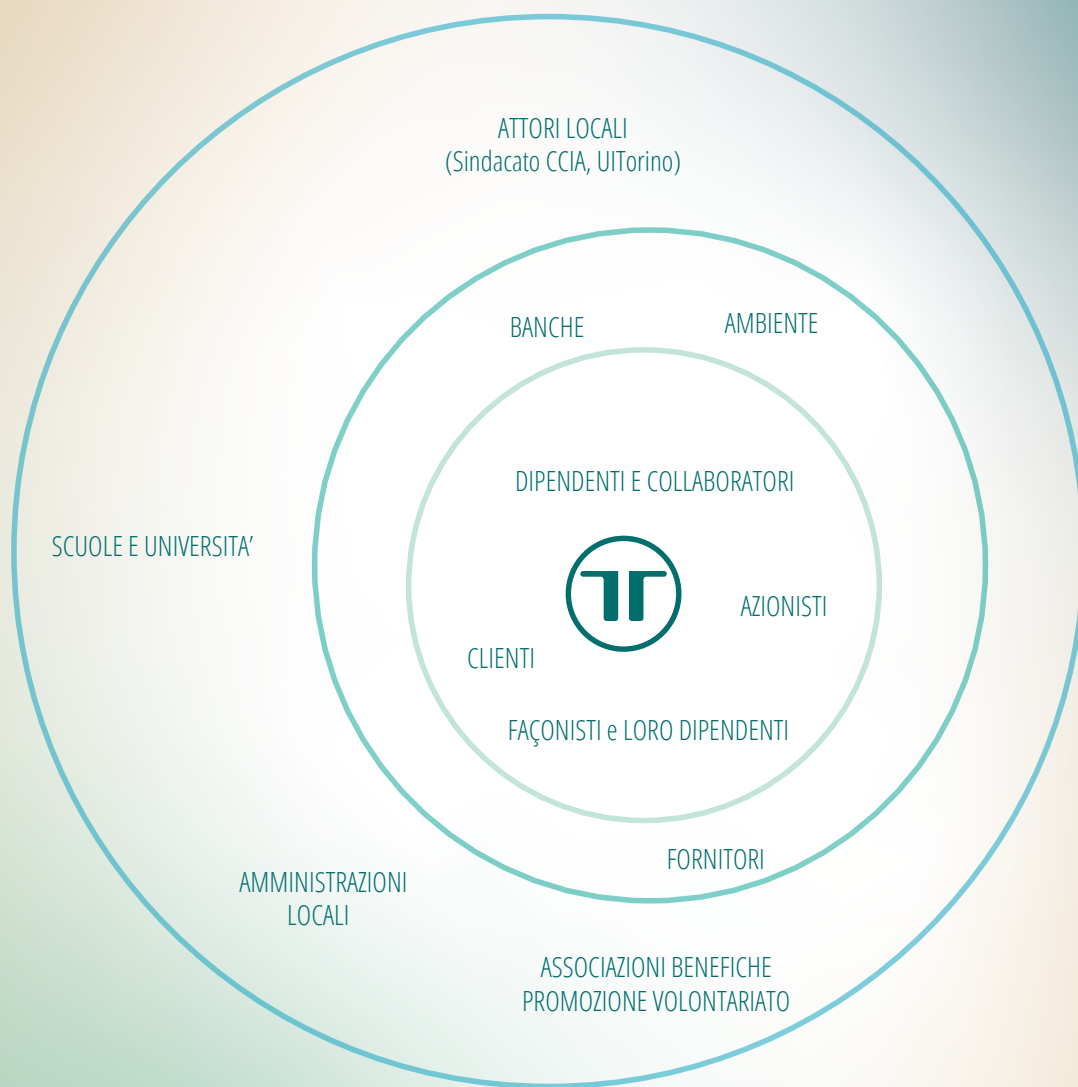 ATTORI LOCALI
(Sindacato CCIA, UITorino)
BANCHE
AMBIENTE
DIPENDENTI E COLLABORATORI
SCUOLE E UNIVERSITA’
AZIONISTI
CLIENTI
FAÇONISTI e LORO DIPENDENTI
FORNITORI
AMMINISTRAZIONI
LOCALI
ASSOCIAZIONI BENEFICHE
PROMOZIONE VOLONTARIATO